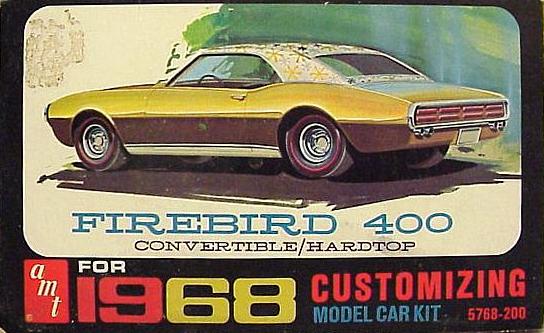 FIREBIRD 400
CONVERTIBLE/HARDTOP
amt
FOR
1968
CUSTOMIZING
MODEL CAR KIT 5768-200